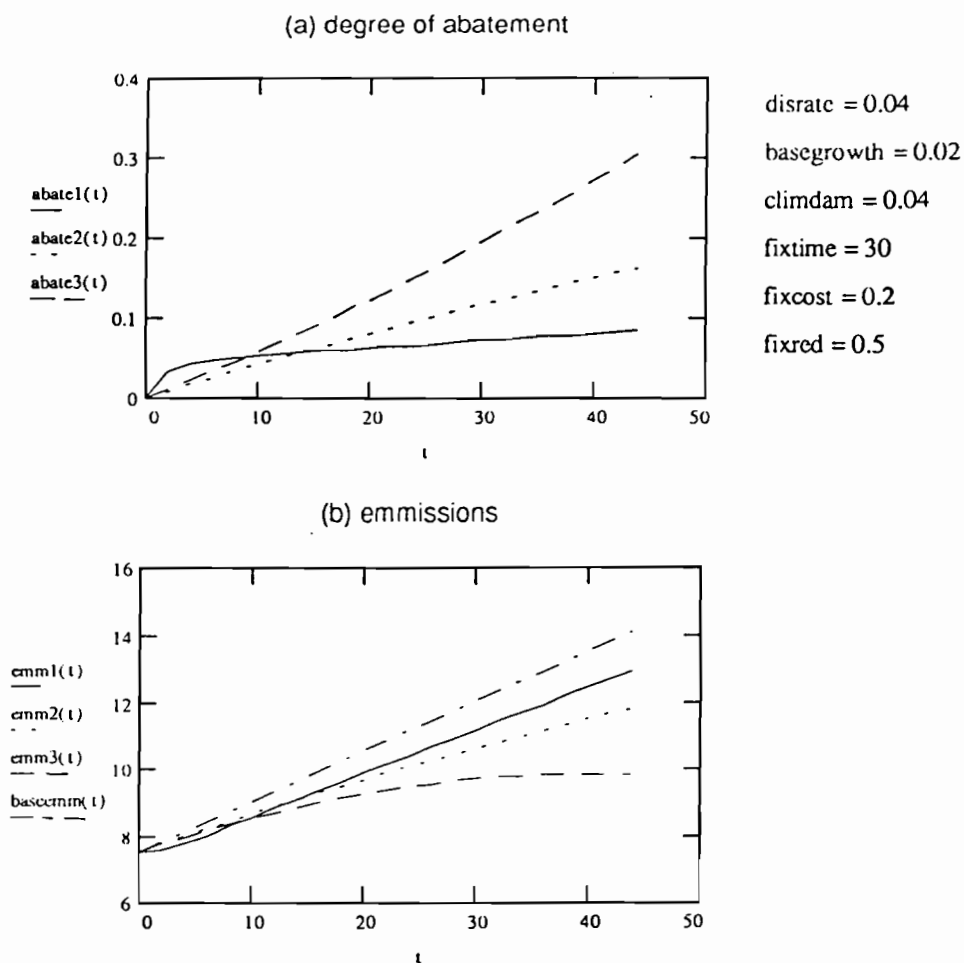 (a) degree of abatement
0.4
0.3
0.2
0.1
0
abate1(t)
abate2(t)
abate3(t)
0 10 20 30 40 50
t
disrate = 0.04
basegrowth = 0.02
climdam = 0.04
fixtime = 30
fixcost = 0.2
fixred = 0.5
(b) emmissions
16
14
12
10
8
6
emm1(t)
emm2(t)
emm3(t)
baseemm(t)
0 10 20 30 40 50
t